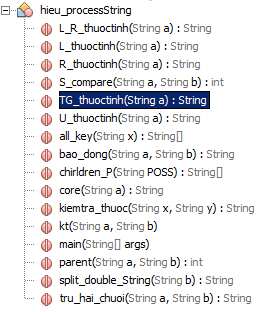 hieu_processString
L_R_thuoctinh(String a) : String
L_thuoctinh(String a) : String
R_thuoctinh(String a) : String
S_compare(String a, String b) : int
TG_thuoctinh(String a) : String
U_thuoctinh(String a) : String
all_key(String x) : String[]
bao_dong(String a, String b) : String
chirldren_P(String POSS) : String[]
core(String a) : String
kiemtra_thuoc(String x, String y) : String
kt(String a, String b)
main(String[] args)
parent(String a, String b) : int
split_double_String(String b) : String
tru_hai_chuoi(String a, String b) : String